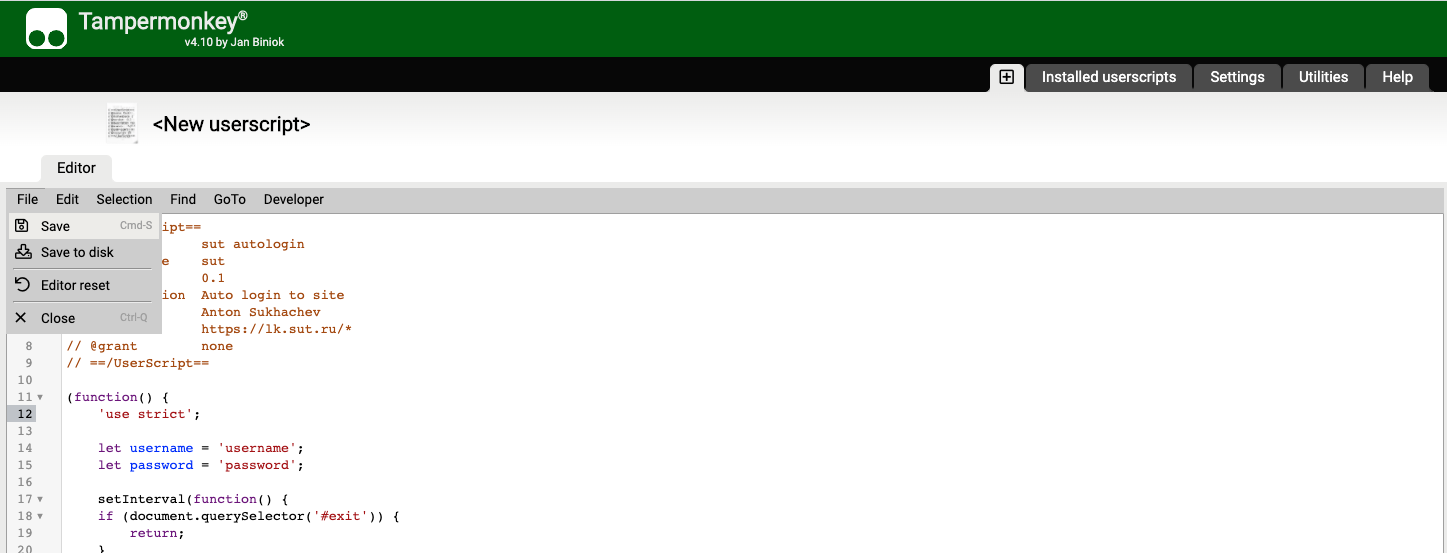 Tampermonkey®
v4.10 by Jan Biniok
Installed userscripts
Settings
Utilities
Help
<New userscript>
Editor
File
Edit
Selection
Find
GoTo
Developer
Save Cmd-S
Save to disk
Editor reset
Close Ctrl-Q
ipt==
sut autologin
e sut
0.1
ion Auto login to site
Anton Sukhachev
https://lk.sut.ru/*
8 // @grant none
9 // ==/UserScript==
10
11 (function() {
12 'use strict';
13
14 let username = 'username';
15 let password = 'password';
16
17 setInterval(function() {
18 if (document.querySelector('#exit')) {
19 return;
20 }